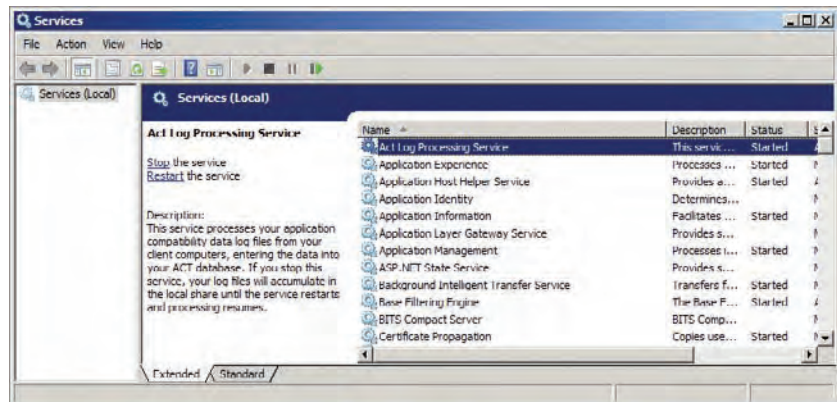 Services
File Action View Help
Services (Local)
Services (Local)
Act Log Processing Service
Stop the service
Restart the service
Description:
This service processes your application
compatibility data log files from your
client computers, entering the data into
your ACT database. If you stop this
service, your log files will accumulate in
the local share until the service restarts
and processing resumes.
Name Description Status
Act Log Processing Service This servic... Started
Application Experience Processes ... Started
Application Host Helper Service Provides a... Started
Application Identity Determines...
Application Information Facilitates ... Started
Application Layer Gateway Service Provides s...
Application Management Processes i... Started
ASP.NET State Service Provides s...
Background Intelligent Transfer Service Transfers f... Started
Base Filtering Engine The Base F... Started
BITS Compact Server BITS Comp...
Certificate Propagation Copies use... Started
Extended Standard